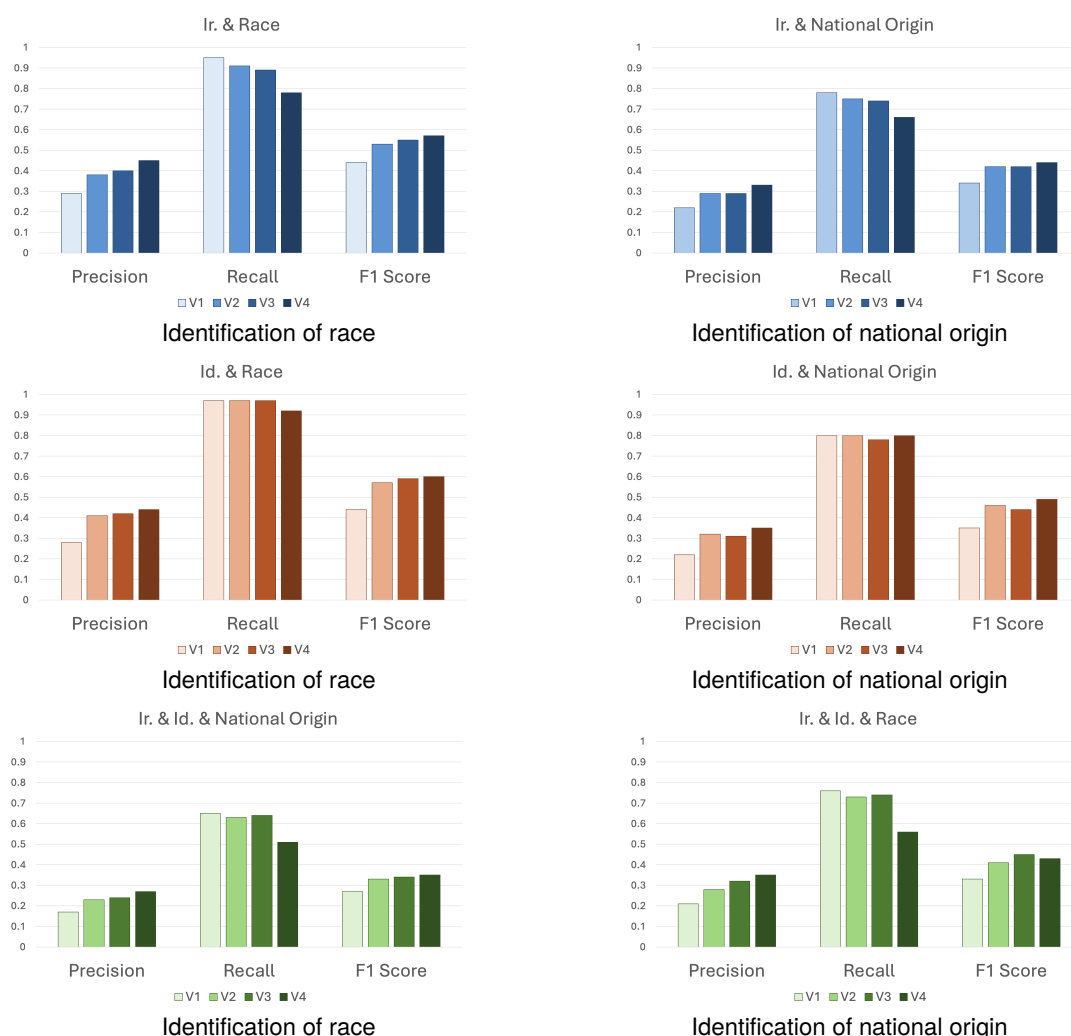 Ir. & Race
1
0.9
0.8
0.7
0.6
0.5
0.4
0.3
0.2
0.1
0
Precision Recall F1 Score
V1 V2 V3 V4
Identification of race
Ir. & National Origin
1
0.9
0.8
0.7
0.6
0.5
0.4
0.3
0.2
0.1
0
Precision Recall F1 Score
V1 V2 V3 V4
Identification of national origin
Id. & Race
1
0.9
0.8
0.7
0.6
0.5
0.4
0.3
0.2
0.1
0
Precision Recall F1 Score
V1 V2 V3 V4
Identification of race
Id. & National Origin
1
0.9
0.8
0.7
0.6
0.5
0.4
0.3
0.2
0.1
0
Precision Recall F1 Score
V1 V2 V3 V4
Identification of national origin
Ir. & Id. & National Origin
1
0.9
0.8
0.7
0.6
0.5
0.4
0.3
0.2
0.1
0
Precision Recall F1 Score
V1 V2 V3 V4
Identification of race
Ir. & Id. & Race
1
0.9
0.8
0.7
0.6
0.5
0.4
0.3
0.2
0.1
0
Precision Recall F1 Score
V1 V2 V3 V4
Identification of national origin